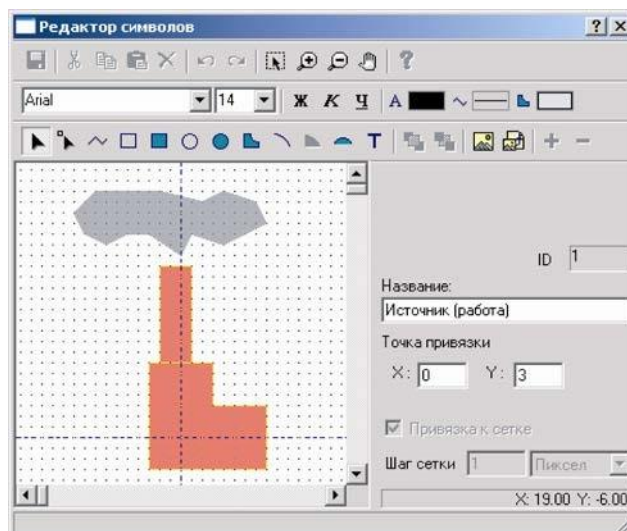 Редактор символов
Arial 14 Ж К Ч А
Т
ID 1
Название:
Источник (работа)
Точка привязки
X: 0 Y: 3
Привязка к сетке
Шаг сетки 1 Пиксел
X: 19.00 Y: -6.00